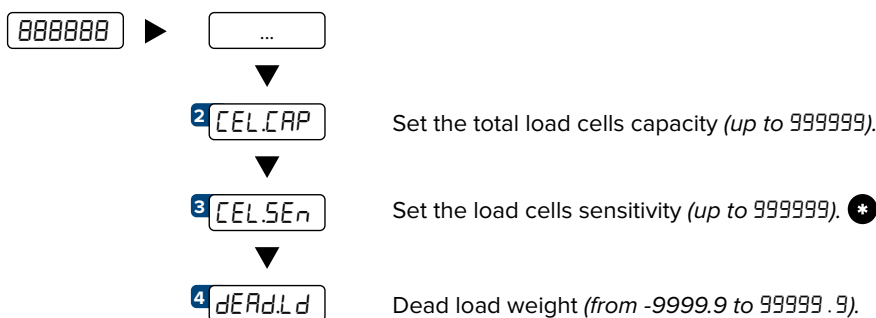 888888
...
2 CEL.CAP Set the total load cells capacity (up to 999999).
3 CEL.SEn Set the load cells sensitivity (up to 999999). *
4 dEAd.Ld Dead load weight (from -9999.9 to 99999.9).